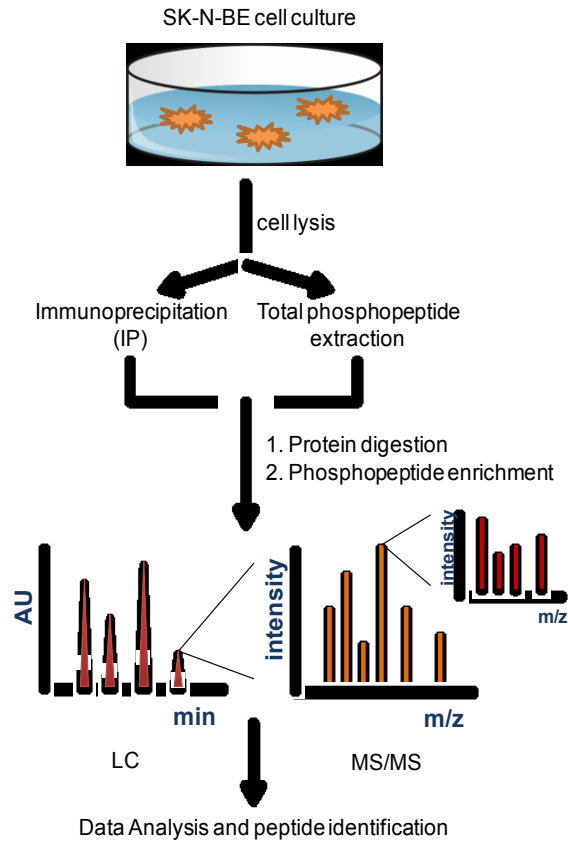 SK-N-BE cell culture
cell lysis
Immunoprecipitation
(IP)
Total phosphopeptide
extraction
1. Protein digestion
2. Phosphopeptide enrichment
AU
min
intensity
m/z
intensity
m/z
LC
MS/MS
Data Analysis and peptide identification